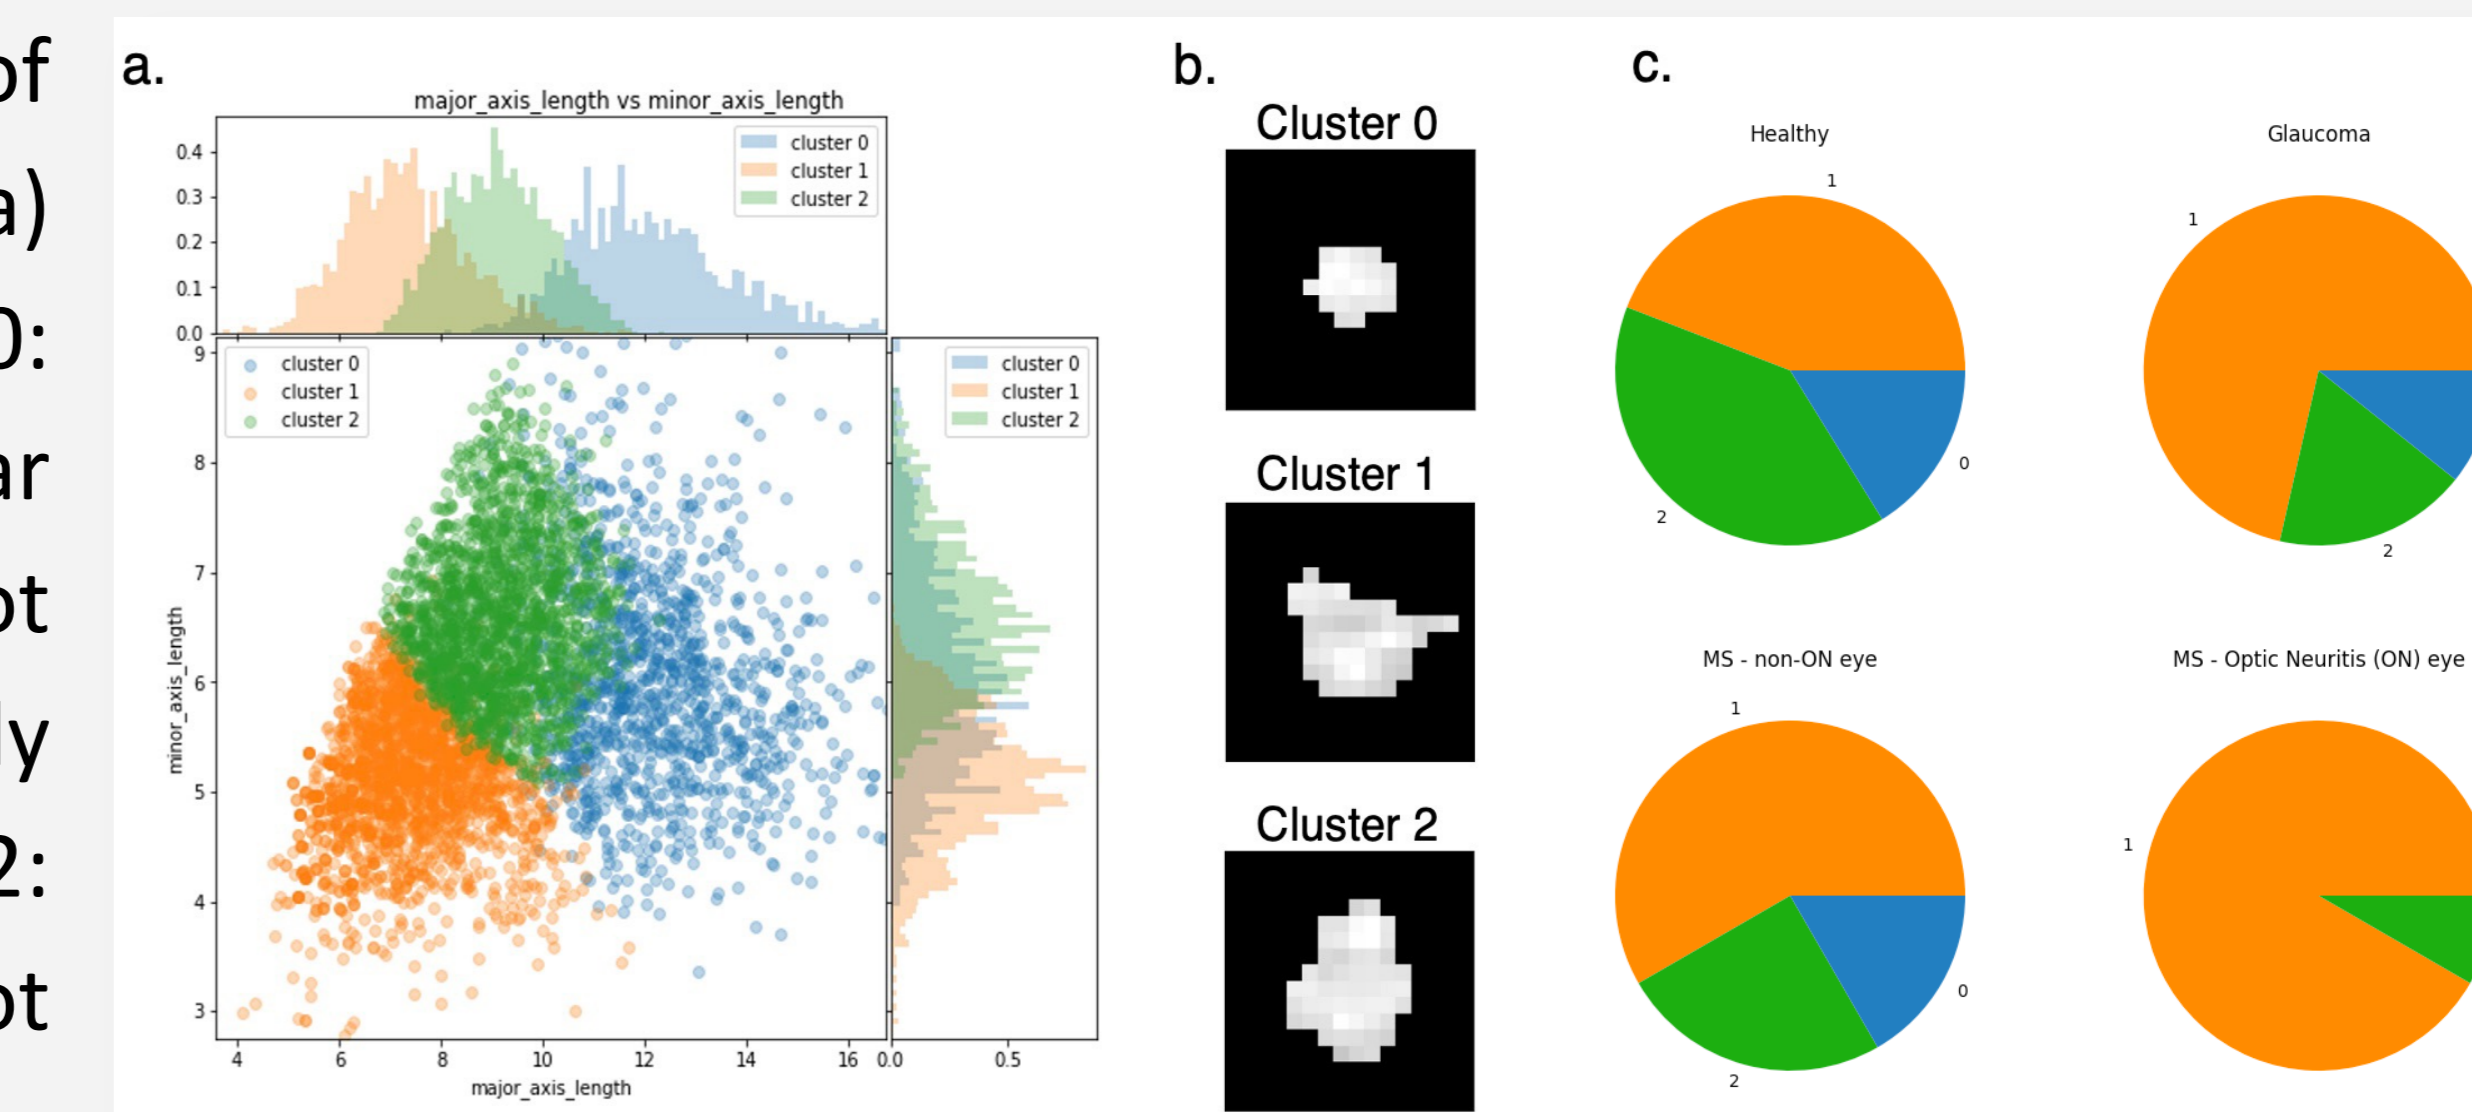 of
a)
0:
ar
ot
ly
2:
ot
a.
major_axis_length vs minor_axis_length
0.4
0.3
0.2
0.1
0.0
cluster 0
cluster 1
cluster 2
9
8
7
6
5
4
3
minor_axis_length
cluster 0
cluster 1
cluster 2
cluster 0
cluster 1
cluster 2
4 6 8 10 12 14 16 0.0 0.5
major_axis_length
b.
Cluster 0
Cluster 1
Cluster 2
c.
Healthy
1
2
0
Glaucoma
1
2
MS - non-ON eye
1
2
0
MS - Optic Neuritis (ON) eye
1